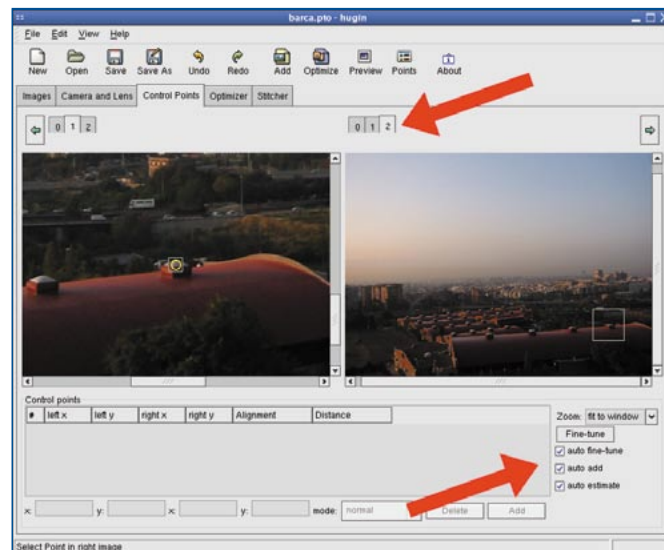 barca.pto - hugin
File Edit View Help
New Open Save Save As Undo Redo Add Optimize Preview Points About
Images Camera and Lens Control Points Optimizer Stitcher
0 1 2
0 1 2
Control points
# left x left y right x right y Alignment Distance
Zoom: fit to window
Fine-tune
auto fine-tune
auto add
auto estimate
x: y: x: y: mode: normal Delete Add
Select Point in right image